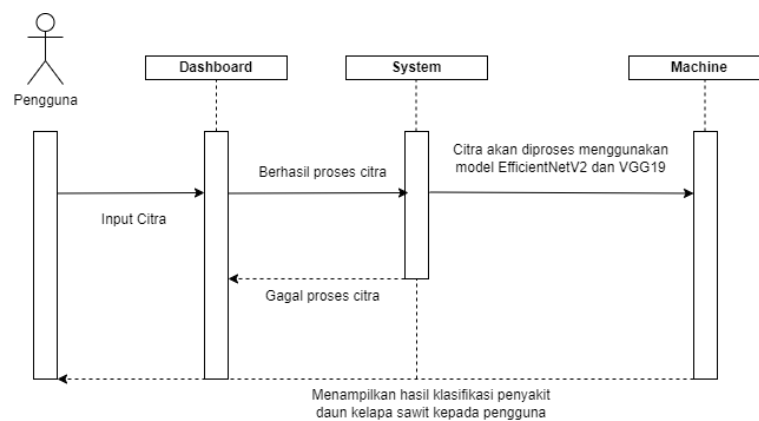 Pengguna
Dashboard
System
Machine
Input Citra
Berhasil proses citra
Citra akan diproses menggunakan
model EfficientNetV2 dan VGG19
Gagal proses citra
Menampilkan hasil klasifikasi penyakit
daun kelapa sawit kepada pengguna